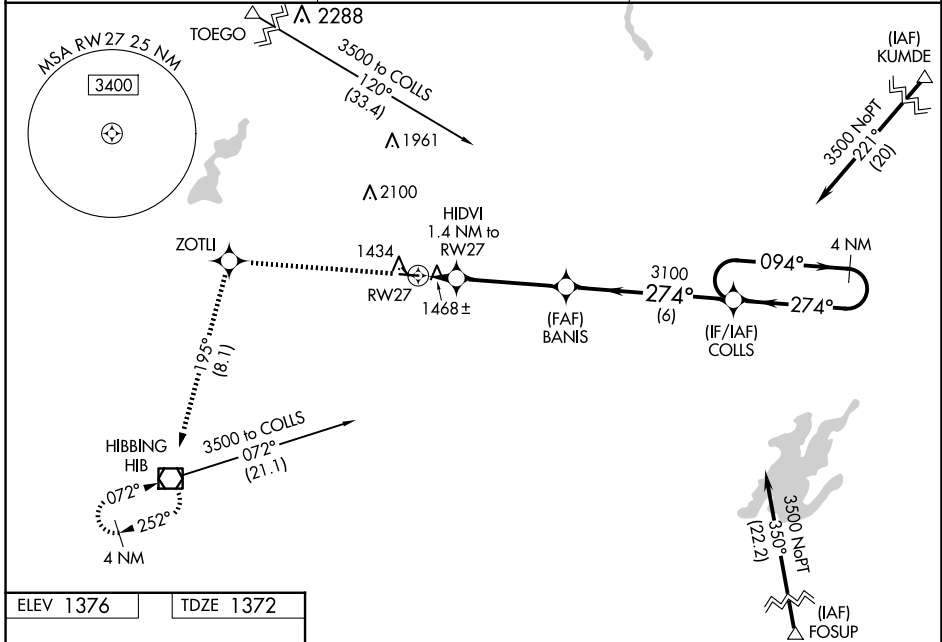 MSA RW27 25 NM
3400
TOEGO
2288
3500 to COLLS
120°
(33.4)
1961
2100
(IAF)
KUMDE
3500 NoPT
221°
(20)
ZOTLI
1434
RW27
HIDVI
1.4 NM to
RW27
1468±
(FAF)
BANIS
3100
274°
(6)
(IF/IAF)
COLLS
094°
274°
4 NM
195°
(8.1)
HIBBING
HIB
3500 to COLLS
072°
(21.1)
072°
252°
4 NM
3500 NoPT
350°
(22.2)
(IAF)
FOSUP
ELEV 1376
TDZE 1372